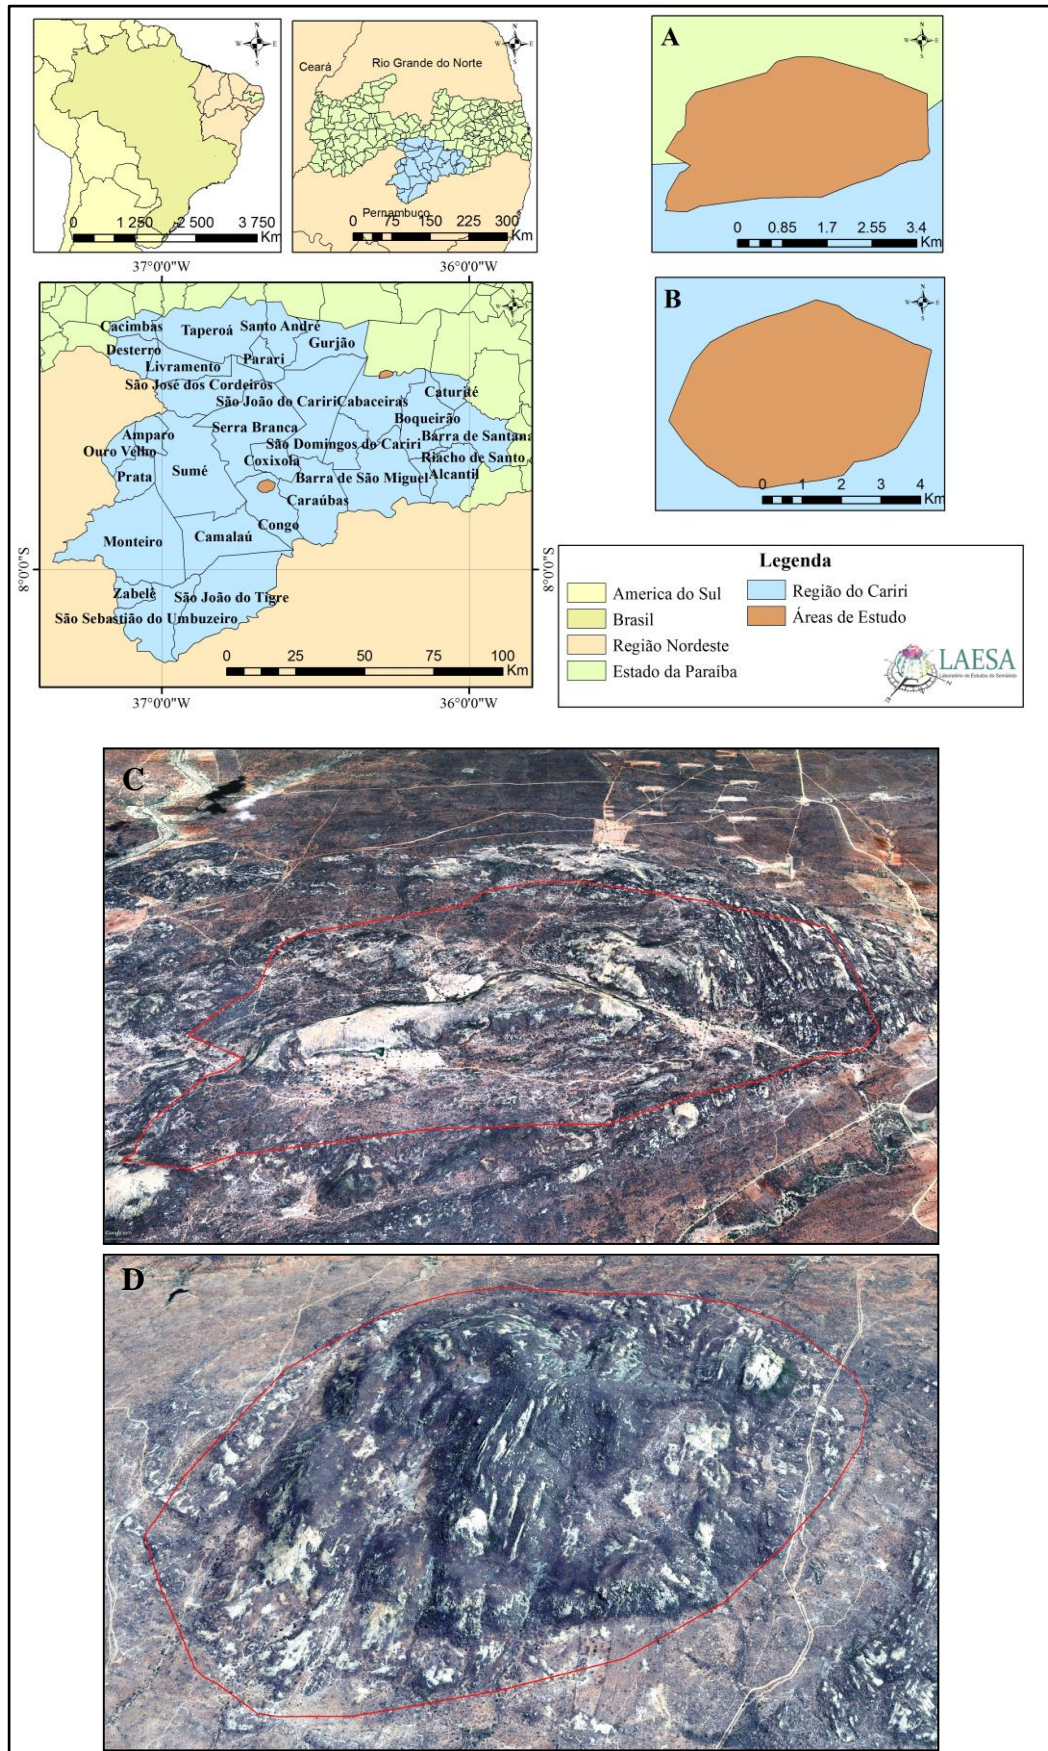 N
W E
S
0 1 250 2 500 3 750
Km
N
W E
S
Ceará
Rio Grande do Norte
Pernambuco
0 75 150 225 300
Km
A
N
W E
S
0 0.85 1.7 2.55 3.4
Km
37°0'0"W 36°0'0"W
Cacimbas
Taperoá
Santo André
Gurjão
Desterro
Livramento
Parari
São José dos Cordeiros
São João do Cariri
Cabaceiras
Caturité
Boqueirão
Serra Branca
Amparo
São Domingos do Cariri
Barra de Santana
Ouro Velho
Riacho de Santo
Coxixola
Sumé
Prata
Barra de São Miguel
Alcantil
Caraúbas
Congo
Camalaú
Monteiro
Zabelê
São João do Tigre
São Sebastião do Umbuzeiro
8°0'0"S
8°0'0"S
0 25 50 75 100
Km
37°0'0"W 36°0'0"W
B
N
W E
S
0 1 2 3 4
Km
Legenda
America do Sul
Brasil
Região Nordeste
Estado da Paraíba
Região do Cariri
Áreas de Estudo
LAESA
Laboratório de Estudos do Semiárido
C
D